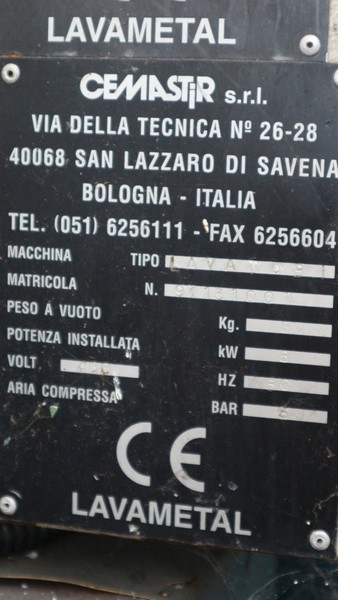 LAVAMETAL
CEMASTIR s.r.l.
VIA DELLA TECNICA Nº 26-28
40068 SAN LAZZARO DI SAVENA
BOLOGNA - ITALIA
TEL. (051) 6256111 - FAX 6256604
MACCHINA TIPO
MATRICOLA N.
PESO A VUOTO Kg.
POTENZA INSTALLATA kW
VOLT HZ
ARIA COMPRESSA BAR
CE
LAVAMETAL